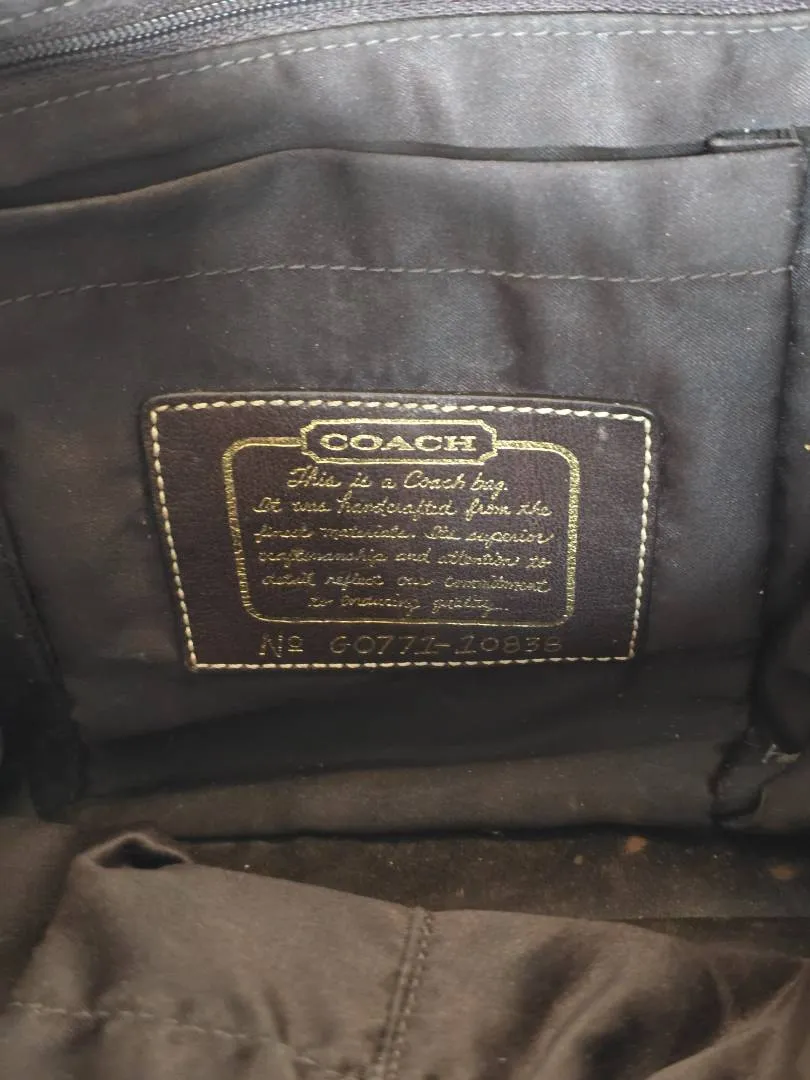 COACH
This is a Coach bag.
It was handcrafted from the
finest materials. Its superior
craftsmanship and attention to
detail reflect our commitment
to enduring quality.
No G0771-10838